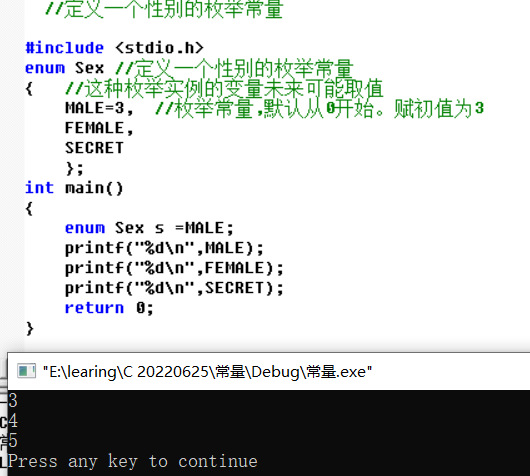 //定义一个性别的枚举常量
#include <stdio.h>
enum Sex //定义一个性别的枚举常量
{   //这种枚举实例的变量未来可能取值
    MALE=3,  //枚举常量,默认从0开始。赋初值为3
    FEMALE,
    SECRET
    };
int main()
{
    enum Sex s =MALE;
    printf("%d\n",MALE);
    printf("%d\n",FEMALE);
    printf("%d\n",SECRET);
    return 0;
}
"E:\learing\C 20220625\常量\Debug\常量.exe"
3
4
5
Press any key to continue